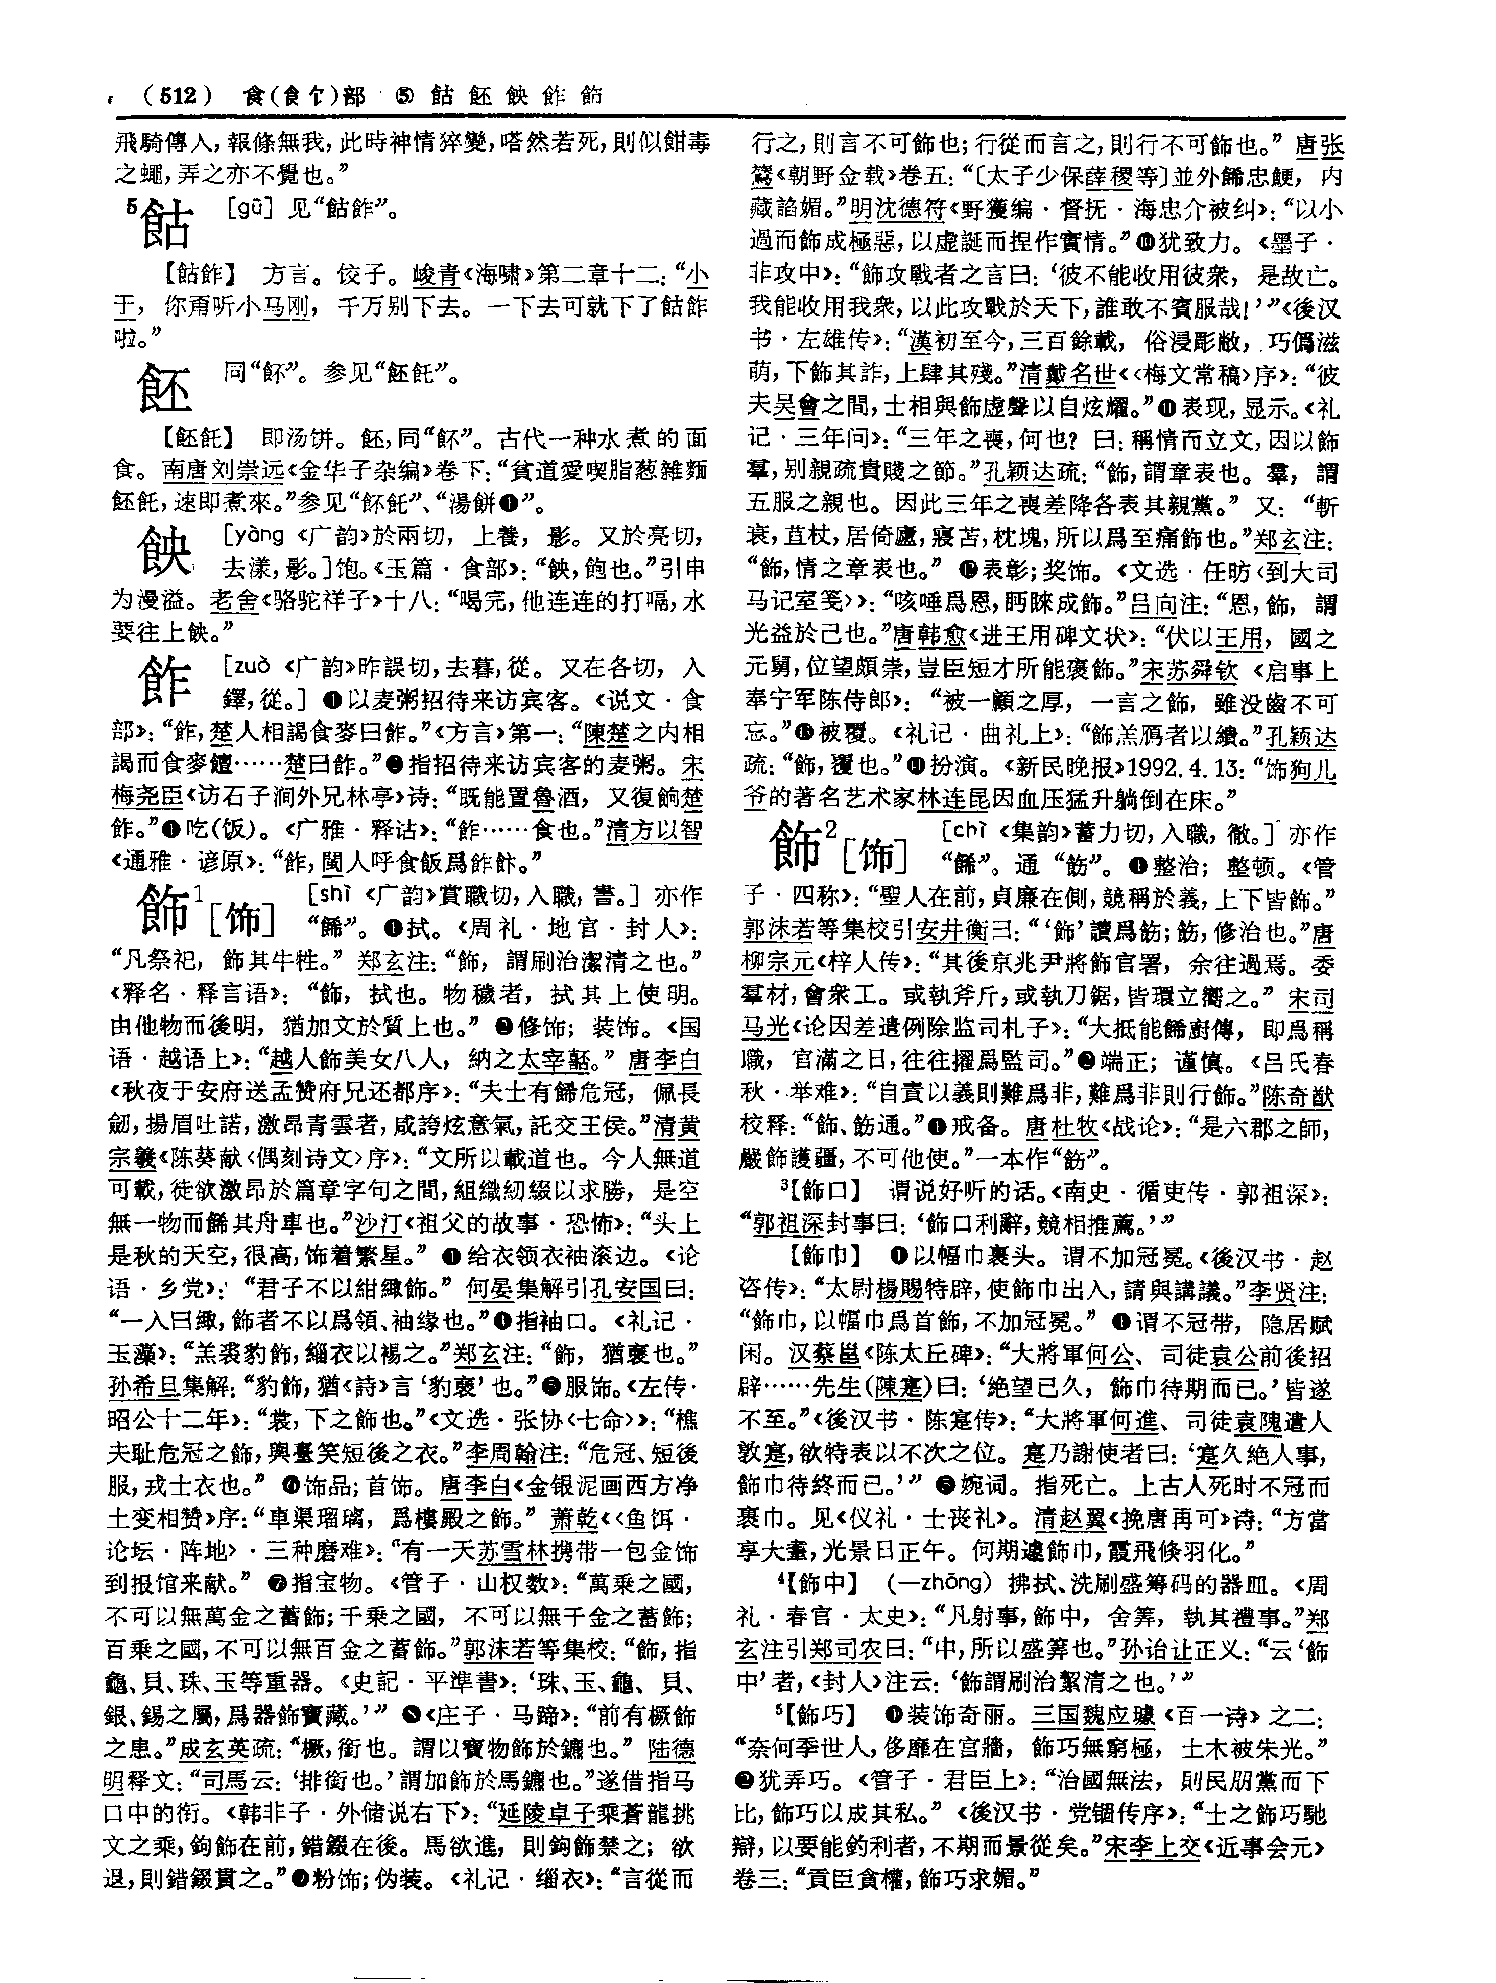 (512) 食(𩙿饣)部 ⑤ 䬶 䬩 䬬 飵 飾
飛騎傳人,報條無我,此時神情猝變,嗒然若死,則似餂毒
之蠅,弄之亦不覺也。”
5䬶 [gū] 见“䬶飵”。
【䬶飵】 方言。饺子。峻青《海啸》第二章十二:“小
于, 你甭听小马刚, 千万别下去。一下去可就下了䬶飵
啦。”
䬩 同“䬪”。参见“䬩飥”。
【䬩飥】 即汤饼。䬩,同“䬪”。古代一种水煮的面
食。南唐刘崇远《金华子杂编》卷下:“貧道愛喫脂葱雜麵
䬩飥,速即煮來。”参见“䬪飥”、“湯餅❶”。
䬬 [yàng 《广韵》於兩切, 上養, 影。又於亮切,
去漾,影。]饱。《玉篇·食部》:“䬬,飽也。”引申
为漫溢。老舍《骆驼祥子》十八:“喝完,他连连的打嗝,水
要往上䬬。”
飵 [zuò 《广韵》昨誤切,去暮,從。又在各切, 入
鐸,從。] ❶以麦粥招待来访宾客。《说文·食
部》:“飵,楚人相謁食麥曰飵。”《方言》第一:“陳楚之内相
謁而食麥饘……楚曰飵。”❷指招待来访宾客的麦粥。宋
梅尧臣《访石子涧外兄林亭》诗:“既能置魯酒, 又復餉楚
飵。”❸吃(饭)。《广雅·释诂》:“飵……食也。”清方以智
《通雅·谚原》:“飵,閩人呼食飯爲飵飰。”
飾1[饰] [shì 《广韵》賞職切,入職,書。] 亦作
“餙”。❶拭。《周礼·地官·封人》:
“凡祭祀, 飾其牛牲。”郑玄注:“飾, 謂刷治潔清之也。”
《释名·释言语》:“飾, 拭也。物穢者, 拭其上使明。
由他物而後明, 猶加文於質上也。” ❷修饰; 装饰。《国
语·越语上》:“越人飾美女八人, 納之太宰嚭。”唐李白
《秋夜于安府送孟赞府兄还都序》:“夫士有餙危冠, 佩長
劒,揚眉吐諾,激昂青雲者,咸誇炫意氣,託交王侯。”清黄
宗羲《陈葵献〈偶刻诗文〉序》:“文所以載道也。今人無道
可載,徒欲激昂於篇章字句之間,組織紉綴以求勝, 是空
無一物而餙其舟車也。”沙汀《祖父的故事·恐怖》:“头上
是秋的天空,很高,饰着繁星。” ❸给衣领衣袖滚边。《论
语·乡党》: “君子不以紺緅飾。” 何晏集解引孔安国曰:
“一入曰緅,飾者不以爲領、袖缘也。”❹指袖口。《礼记·
玉藻》:“羔裘豹飾,緇衣以裼之。”郑玄注:“飾, 猶褎也。”
孙希旦集解:“豹飾,猶《詩》言‘豹褎’也。”❺服饰。《左传·
昭公十二年》:“裳,下之飾也。”《文选·张协〈七命〉》:“樵
夫耻危冠之飾,輿臺笑短後之衣。”李周翰注:“危冠、短後
服,戎士衣也。” ❻饰品;首饰。唐李白《金银泥画西方净
土变相赞》序:“車渠瑠璃, 爲樓殿之飾。” 萧乾《〈鱼饵·
论坛·阵地〉·三种磨难》:“有一天苏雪林携带一包金饰
到报馆来献。” ❼指宝物。《管子·山权数》:“萬乘之國,
不可以無萬金之蓄飾;千乘之國, 不可以無千金之蓄飾;
百乘之國,不可以無百金之蓄飾。”郭沫若等集校:“飾,指
龜、貝、珠、玉等重器。《史記·平準書》:‘珠、玉、龜、貝、
銀、錫之屬,爲器飾寶藏。’” ❽《庄子·马蹄》:“前有橛飾
之患。”成玄英疏:“橛,銜也。謂以寶物飾於鑣也。” 陆德
明释文:“司馬云:‘排銜也。’謂加飾於馬鑣也。”遂借指马
口中的衔。《韩非子·外储说右下》:“延陵卓子乘蒼龍挑
文之乘,鉤飾在前,錯錣在後。馬欲進, 則鉤飾禁之; 欲
退,則錯錣貫之。”❾粉饰;伪装。《礼记·缁衣》:“言從而
行之,則言不可飾也;行從而言之,則行不可飾也。”唐张
鷟《朝野佥载》卷五:“〔太子少保薛稷等〕並外餙忠鯁, 内
藏諂媚。”明沈德符《野獲编·督抚·海忠介被纠》:“以小
過而飾成極惡,以虚誕而捏作實情。”❿犹致力。《墨子·
非攻中》:“飾攻戰者之言曰:‘彼不能收用彼衆, 是故亡。
我能收用我衆,以此攻戰於天下,誰敢不賓服哉!’”《後汉
书·左雄传》:“漢初至今,三百餘載, 俗浸彫敝, 巧僞滋
萌,下飾其詐,上肆其殘。”清戴名世《〈梅文常稿〉序》:“彼
夫吴會之間,士相與飾虚聲以自炫耀。”⓫表现,显示。《礼
记·三年问》:“三年之喪,何也? 曰:稱情而立文,因以飾
羣,别親疏貴賤之節。”孔颖达疏:“飾,謂章表也。羣, 謂
五服之親也。因此三年之喪差降各表其親黨。” 又: “斬
衰,苴杖,居倚廬,寢苫,枕塊,所以爲至痛飾也。”郑玄注:
“飾,情之章表也。” ⓬表彰;奖饰。《文选·任昉〈到大司
马记室笺〉》:“咳唾爲恩,眄睞成飾。”吕向注:“恩,飾, 謂
光益於己也。”唐韩愈《进王用碑文状》:“伏以王用, 國之
元舅,位望頗崇,豈臣短才所能褒飾。”宋苏舜钦《启事上
奉宁军陈侍郎》: “被一顧之厚, 一言之飾, 雖没齒不可
忘。”⓭被覆。《礼记·曲礼上》:“飾羔鴈者以繢。”孔颖达
疏:“飾,覆也。”⓮扮演。《新民晚报》1992.4.13:“饰狗儿
爷的著名艺术家林连昆因血压猛升躺倒在床。”
飾2[饰] [chì 《集韵》蓄力切,入職,徹。] 亦作
“餙”。通“飭”。❶整治; 整顿。《管
子·四称》:“聖人在前,貞廉在側,競稱於義,上下皆飾。”
郭沫若等集校引安井衡曰:“‘飾’讀爲飭;飭,修治也。”唐
柳宗元《梓人传》:“其後京兆尹將飾官署, 余往過焉。委
羣材,會衆工。或執斧斤,或執刀鋸,皆環立嚮之。” 宋司
马光《论因差遣例除监司札子》:“大抵能餙廚傳, 即爲稱
職, 官滿之日,往往擢爲監司。”❷端正; 谨慎。《吕氏春
秋·举难》:“自責以義則難爲非,難爲非則行飾。”陈奇猷
校释:“飾、飭通。”❸戒备。唐杜牧《战论》:“是六郡之師,
嚴飾護疆,不可他使。”一本作“飭”。
3【飾口】 谓说好听的话。《南史·循吏传·郭祖深》:
“郭祖深封事曰:‘飾口利辭,競相推薦。’”
【飾巾】 ❶以幅巾裹头。谓不加冠冕。《後汉书·赵
咨传》:“太尉楊賜特辟,使飾巾出入,請與講議。”李贤注:
“飾巾,以幅巾爲首飾,不加冠冕。” ❷谓不冠带, 隐居赋
闲。汉蔡邕《陈太丘碑》:“大將軍何公、司徒袁公前後招
辟……先生(陳寔)曰:‘絶望已久, 飾巾待期而已。’皆遂
不至。”《後汉书·陈寔传》:“大將軍何進、司徒袁隗遣人
敦寔,欲特表以不次之位。寔乃謝使者曰:‘寔久絶人事,
飾巾待終而已。’” ❸婉词。指死亡。上古人死时不冠而
裹巾。见《仪礼·士丧礼》。清赵翼《挽唐再可》诗:“方當
享大耋,光景日正午。何期遽飾巾,霞飛倏羽化。”
4【飾中】 (—zhōng) 拂拭、洗刷盛筹码的器皿。《周
礼·春官·太史》:“凡射事,飾中, 舍筭, 執其禮事。”郑
玄注引郑司农曰:“中,所以盛筭也。”孙诒让正义:“云‘飾
中’者,《封人》注云:‘飾謂刷治絜清之也。’”
5【飾巧】 ❶装饰奇丽。三国魏应璩《百一诗》之二:
“奈何季世人,侈靡在宫牆, 飾巧無窮極, 土木被朱光。”
❷犹弄巧。《管子·君臣上》:“治國無法, 則民朋黨而下
比,飾巧以成其私。” 《後汉书·党锢传序》:“士之飾巧馳
辯,以要能釣利者,不期而景從矣。”宋李上交《近事会元》
卷三:“貢臣貪權,飾巧求媚。”